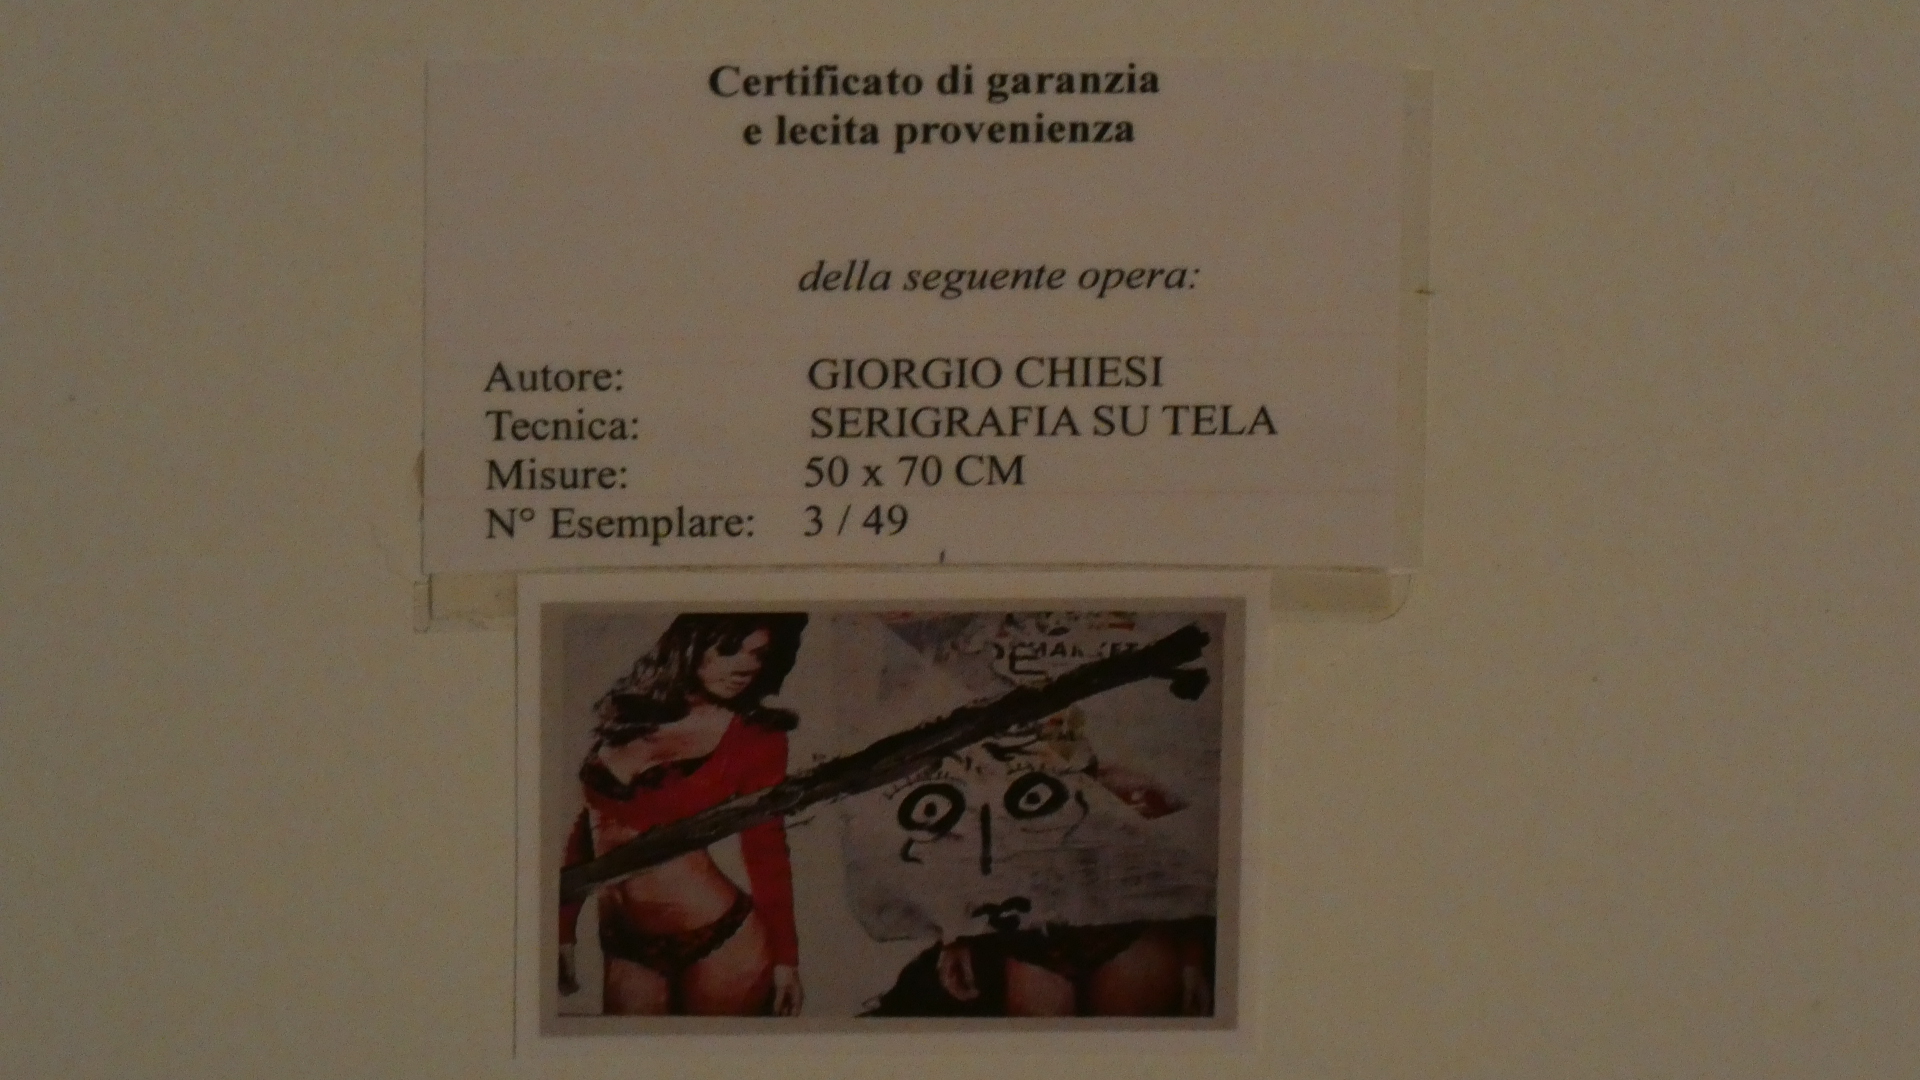 Certificato di garanzia
e lecita provenienza
della seguente opera:
Autore: GIORGIO CHIESI
Tecnica: SERIGRAFIA SU TELA
Misure: 50 x 70 CM
N° Esemplare: 3 / 49